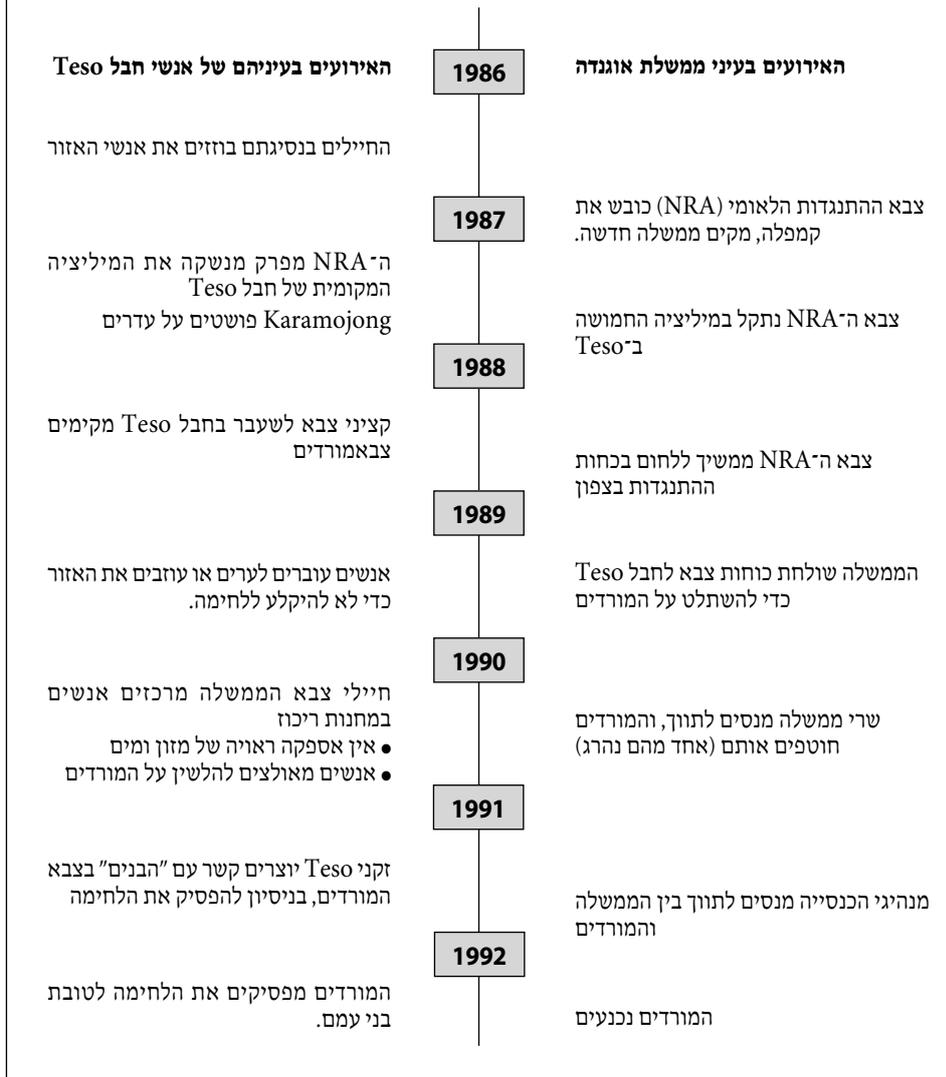 האירועים בעיני ממשלת אוגנדה
1986
האירועים בעיניהם של אנשי חבל Teso
החיילים בנסיגתם בוזזים את אנשי האזור
צבא ההתנגדות הלאומי (NRA) כובש את
קמפלה, מקים ממשלה חדשה.
1987
ה־NRA מפרק מנשקה את המיליציה
המקומית של חבל Teso
Karamojong פושטים על עדרים
צבא ה־NRA נתקל במיליציה החמושה
ב־Teso
1988
קציני צבא לשעבר בחבל Teso מקימים
צבאמורדים
צבא ה־NRA ממשיך ללחום בכחות
ההתנגדות בצפון
1989
הממשלה שולחת כוחות צבא לחבל Teso
כדי להשתלט על המורדים
אנשים עוברים לערים או עוזבים את האזור
כדי לא להיקלע ללחימה.
1990
חיילי צבא הממשלה מרכזים אנשים
במחנות ריכוז
• אין אספקה ראויה של מזון ומים
• אנשים מאולצים להלשין על המורדים
שרי ממשלה מנסים לתווך, והמורדים
חוטפים אותם (אחד מהם נהרג)
1991
זקני Teso יוצרים קשר עם "הבנים" בצבא
המורדים, בניסיון להפסיק את הלחימה
מנהיגי הכנסייה מנסים לתווך בין הממשלה
והמורדים
1992
המורדים מפסיקים את הלחימה לטובת
בני עמם.
המורדים נכנעים